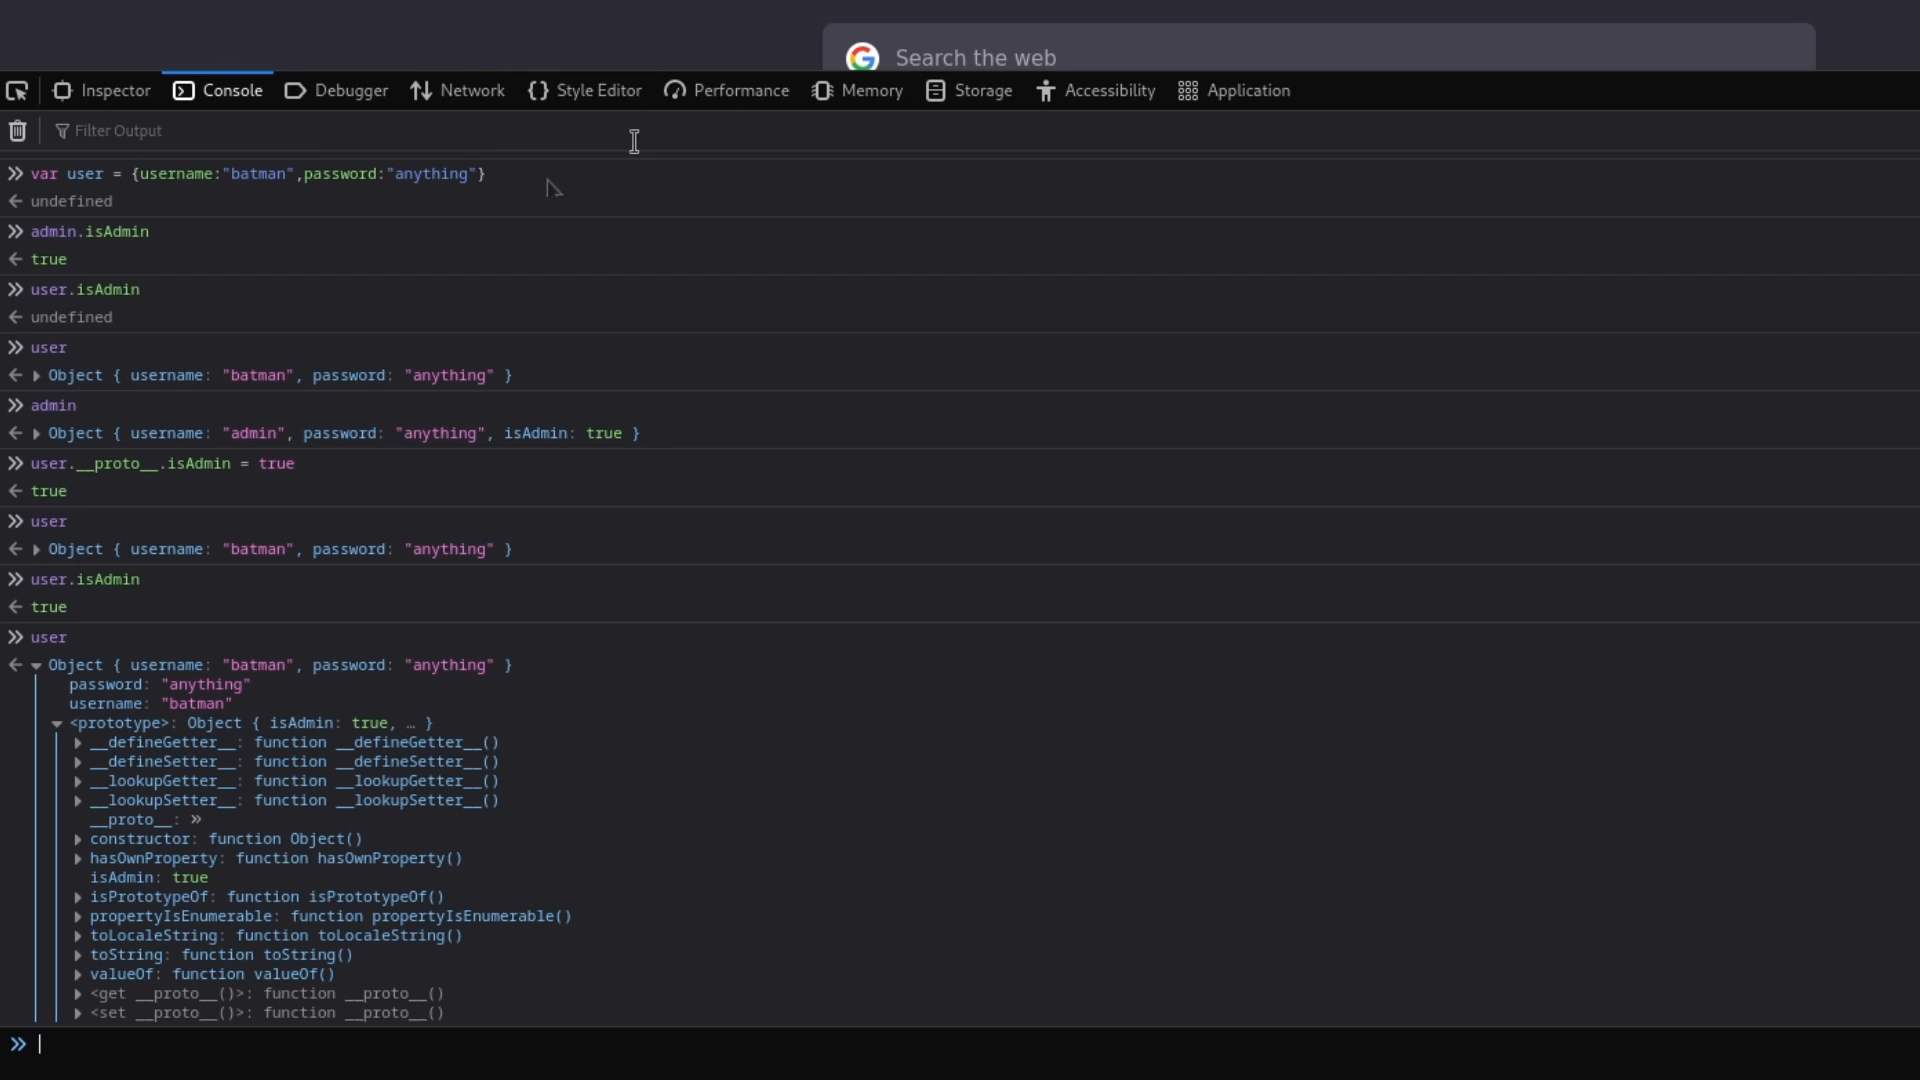 Search the web
Inspector Console Debugger Network Style Editor Performance Memory Storage Accessibility Application
Filter Output
var user = {username:"batman",password:"anything"}
undefined
admin.isAdmin
true
user.isAdmin
undefined
user
Object { username: "batman", password: "anything" }
admin
Object { username: "admin", password: "anything", isAdmin: true }
user.__proto__.isAdmin = true
true
user
Object { username: "batman", password: "anything" }
user.isAdmin
true
user
Object { username: "batman", password: "anything" }
password: "anything"
username: "batman"
<prototype>: Object { isAdmin: true, … }
__defineGetter__: function __defineGetter__()
__defineSetter__: function __defineSetter__()
__lookupGetter__: function __lookupGetter__()
__lookupSetter__: function __lookupSetter__()
__proto__: »
constructor: function Object()
hasOwnProperty: function hasOwnProperty()
isAdmin: true
isPrototypeOf: function isPrototypeOf()
propertyIsEnumerable: function propertyIsEnumerable()
toLocaleString: function toLocaleString()
toString: function toString()
valueOf: function valueOf()
<get __proto__()>: function __proto__()
<set __proto__()>: function __proto__()